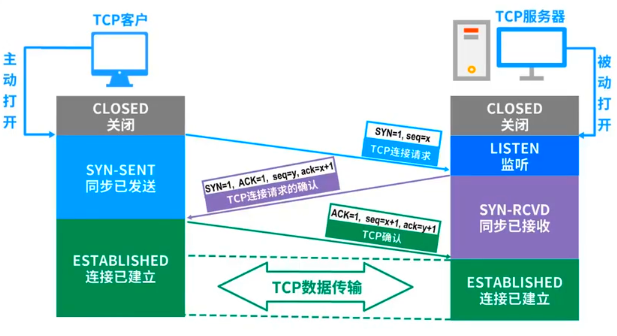 TCP客户
TCP服务器
主动打开
被动打开
CLOSED
关闭
CLOSED
关闭
SYN=1, seq=x
TCP连接请求
LISTEN
监听
SYN-SENT
同步已发送
SYN=1, ACK=1, seq=y, ack=x+1
TCP连接请求的确认
SYN-RCVD
同步已接收
ACK=1, seq=x+1, ack=y+1
TCP确认
ESTABLISHED
连接已建立
TCP数据传输
ESTABLISHED
连接已建立